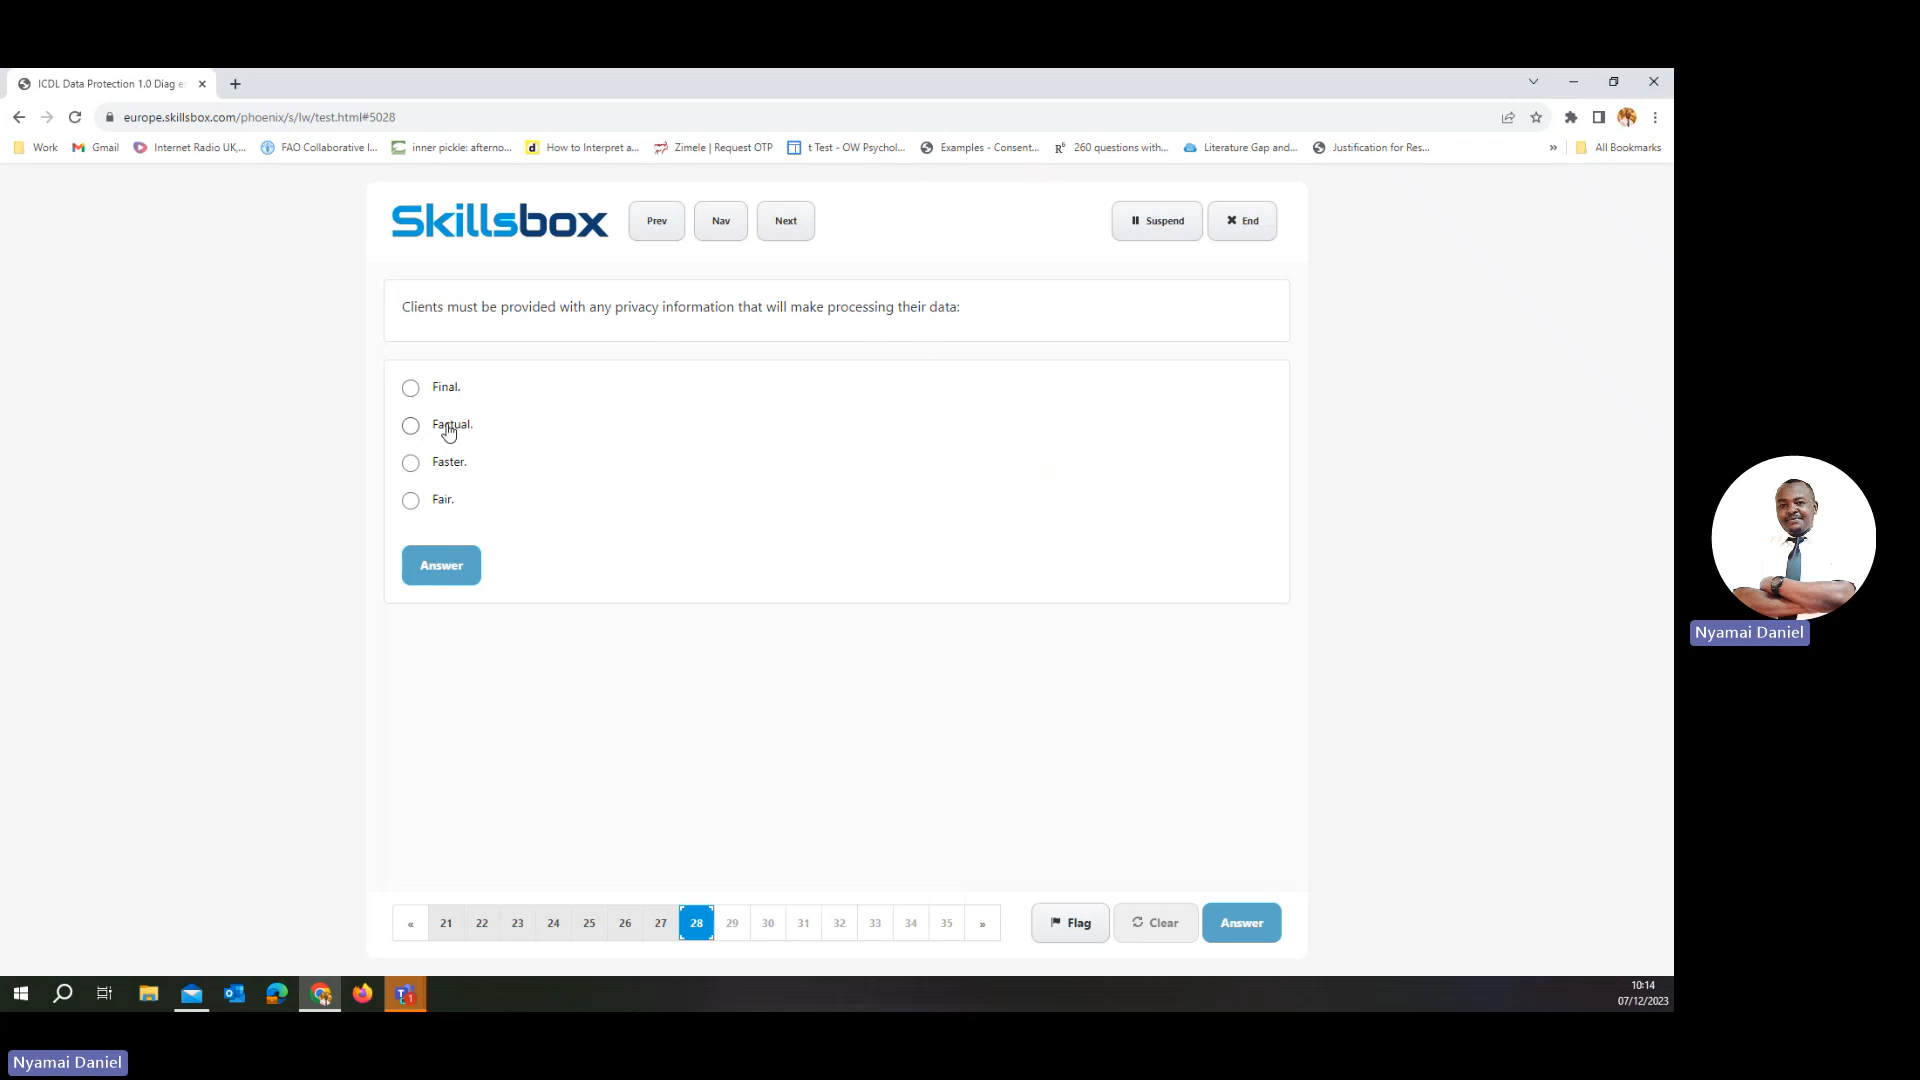 ICDL Data Protection 1.0 Diag e
europe.skillsbox.com/phoenix/s/lw/test.html#5028
Work Gmail Internet Radio UK,... FAO Collaborative I... inner pickle: afterno... How to Interpret a... Zimele | Request OTP t Test - OW Psychol... Examples - Consent... 260 questions with... Literature Gap and... Justification for Res... » All Bookmarks
Skillsbox Prev Nav Next Suspend End
Clients must be provided with any privacy information that will make processing their data:
Final.
Factual.
Faster.
Fair.
Answer
Nyamai Daniel
« 21 22 23 24 25 26 27 28 29 30 31 32 33 34 35 » Flag Clear Answer
10:14
07/12/2023
Nyamai Daniel